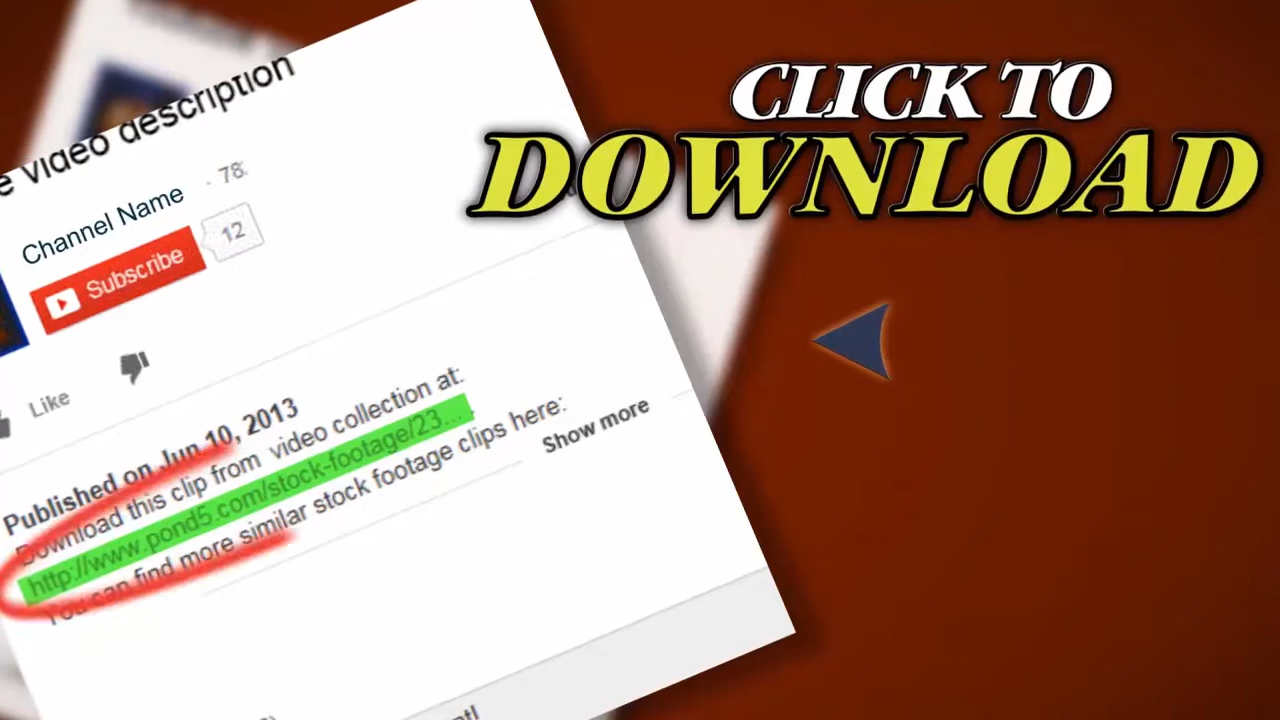 CLICK TO
DOWNLOAD
video description
Channel Name
· 78
Subscribe
12
Like
Published on Jun 10, 2013
Download this clip from video collection at:
http://www.pond5.com/stock-footage/23...
You can find more similar stock footage clips here:
Show more